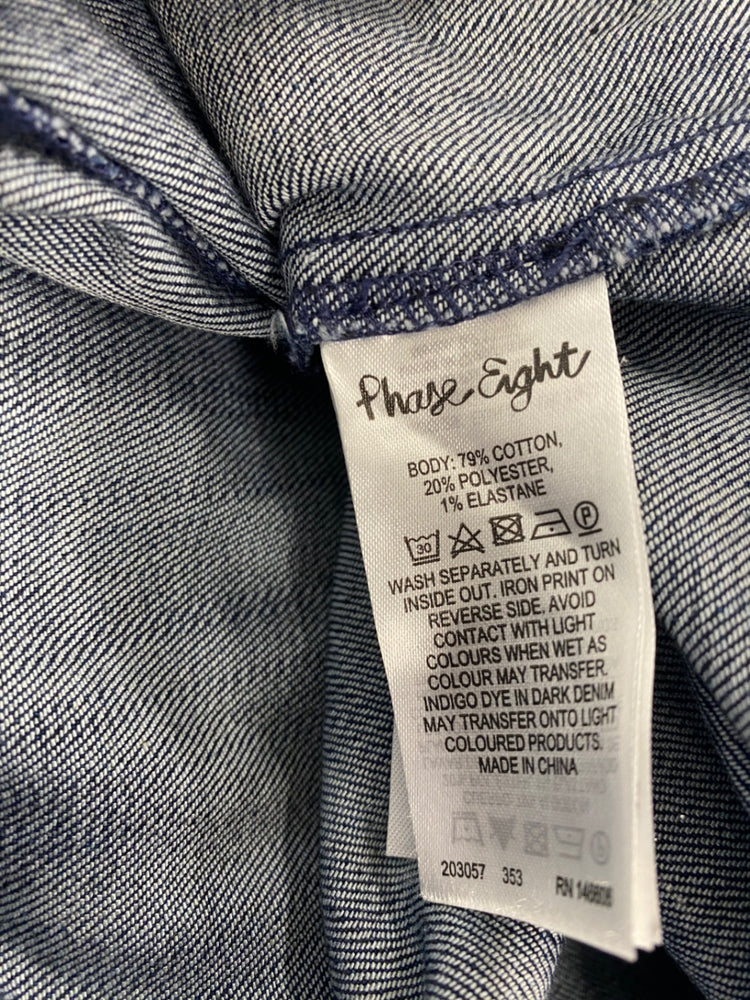 Phase Eight
BODY: 79% COTTON,
20% POLYESTER,
1% ELASTANE
30 P
WASH SEPARATELY AND TURN
INSIDE OUT. IRON PRINT ON
REVERSE SIDE. AVOID
CONTACT WITH LIGHT
COLOURS WHEN WET AS
COLOUR MAY TRANSFER.
INDIGO DYE IN DARK DENIM
MAY TRANSFER ONTO LIGHT
COLOURED PRODUCTS.
MADE IN CHINA
203057 353 RN 146608